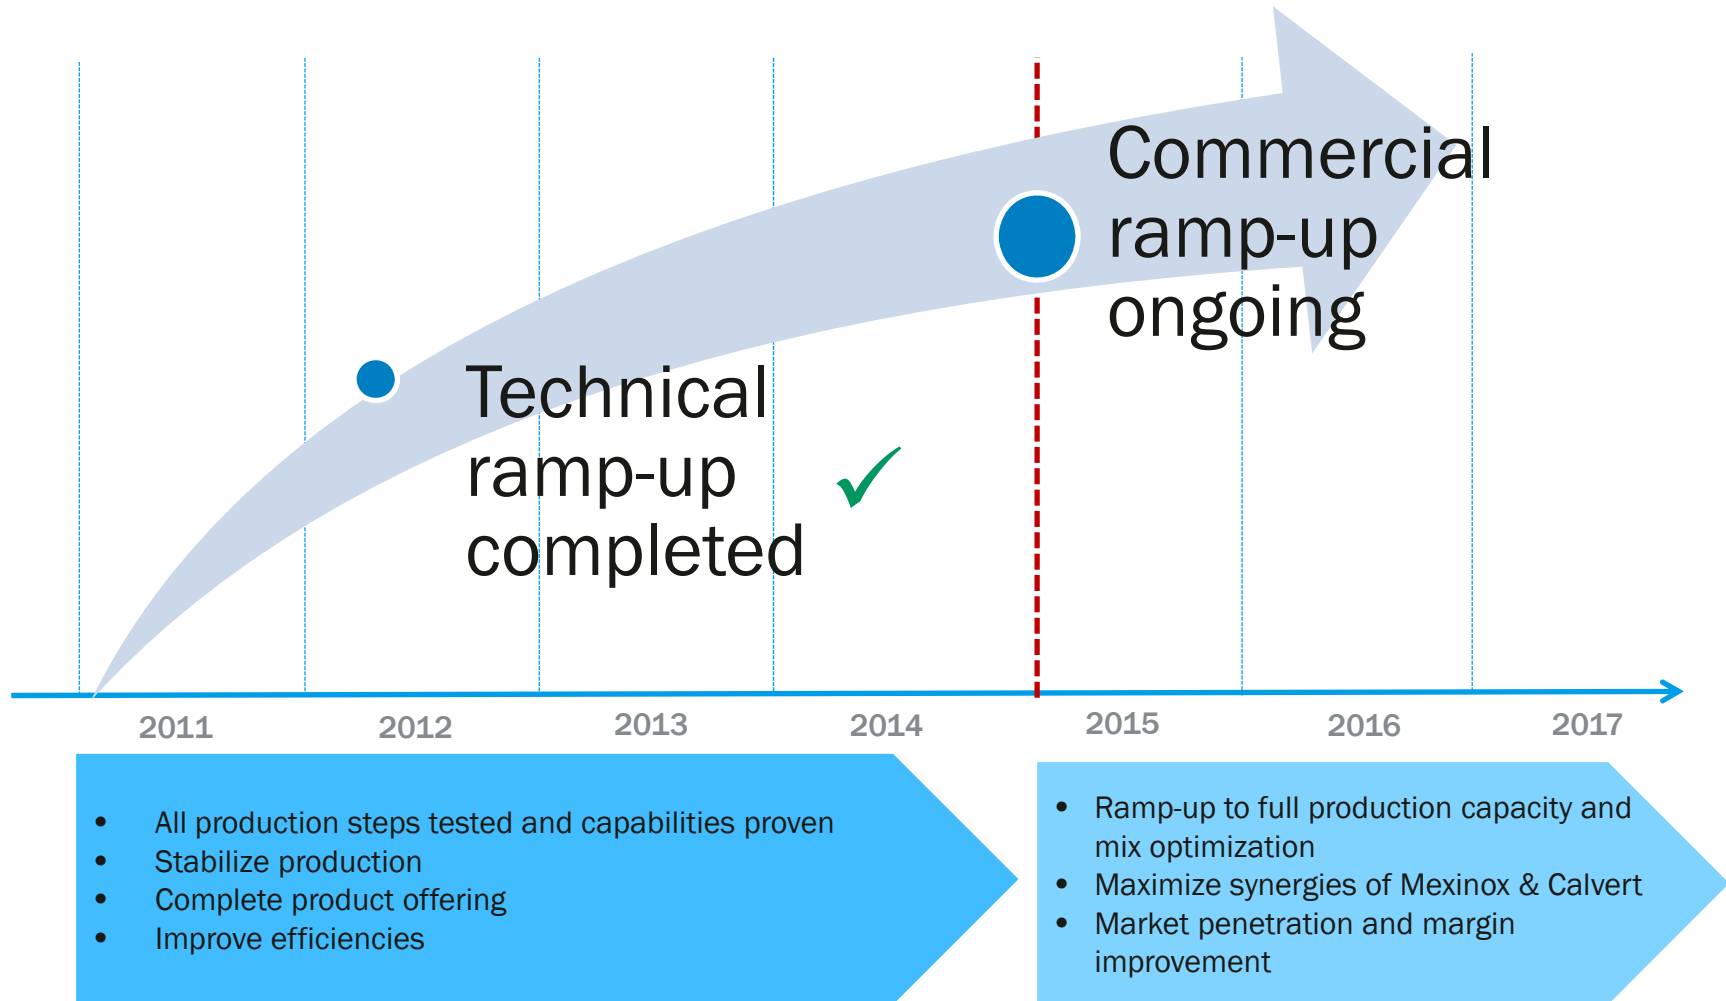 Commercial
ramp-up
ongoing
Technical
ramp-up
completed
2011
2012
2013
2014
2015
2016
2017
• All production steps tested and capabilities proven
• Stabilize production
• Complete product offering
• Improve efficiencies
• Ramp-up to full production capacity and
mix optimization
• Maximize synergies of Mexinox & Calvert
• Market penetration and margin
improvement